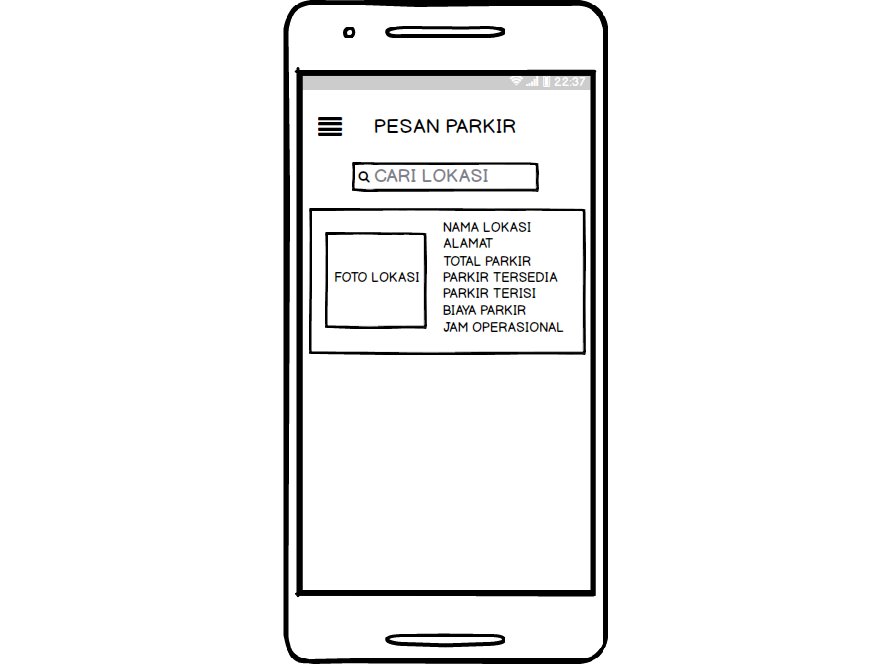 22:37
PESAN PARKIR
CARI LOKASI
FOTO LOKASI
NAMA LOKASI
ALAMAT
TOTAL PARKIR
PARKIR TERSEDIA
PARKIR TERISI
BIAYA PARKIR
JAM OPERASIONAL